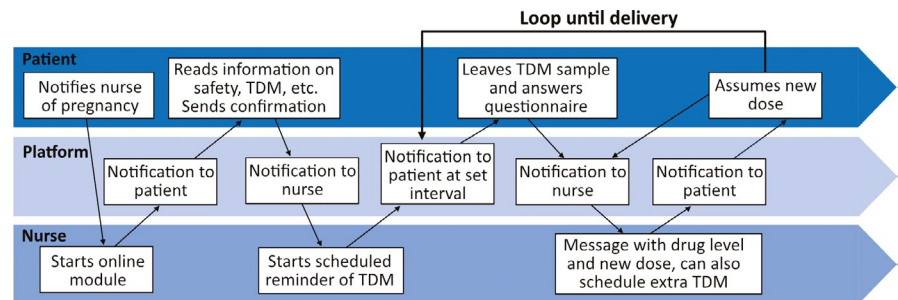 Loop until delivery
Patient
Notifies nurse
of pregnancy
Reads information on
safety, TDM, etc.
Sends confirmation
Leaves TDM sample
and answers
questionnaire
Assumes new
dose
Platform
Notification to
patient
Notification to
nurse
Notification to
patient at set
interval
Notification to
nurse
Notification to
patient
Nurse
Starts online
module
Starts scheduled
reminder of TDM
Message with drug level
and new dose, can also
schedule extra TDM